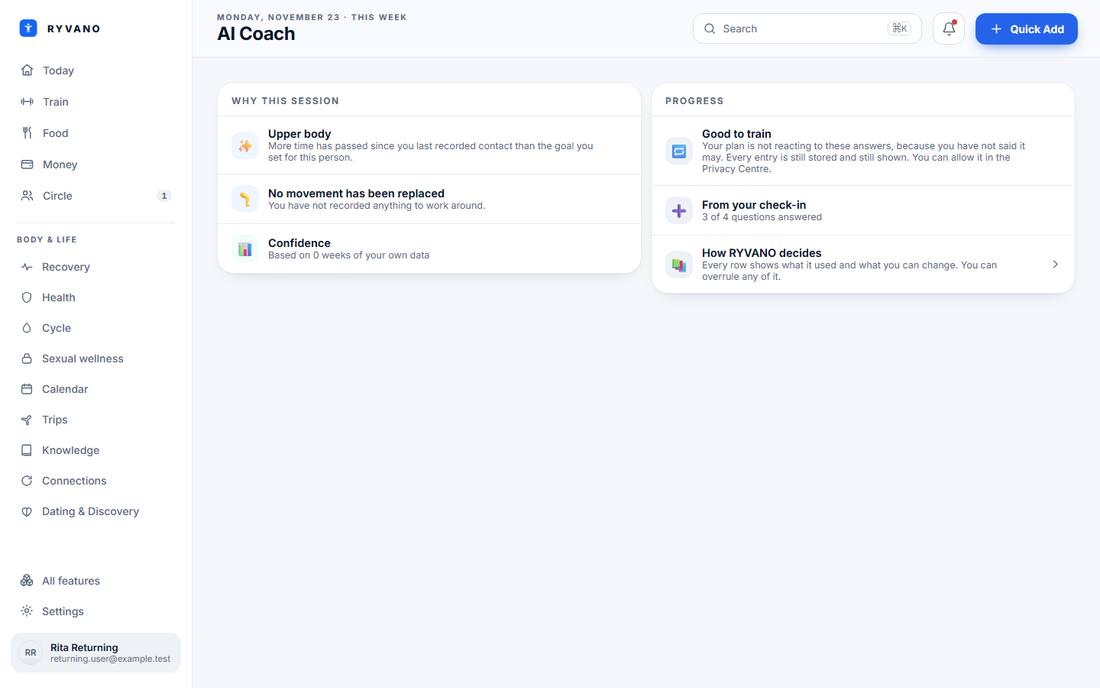 RYVANO
Today
Train
Food
Money
Circle
1
BODY & LIFE
Recovery
Health
Cycle
Sexual wellness
Calendar
Trips
Knowledge
Connections
Dating & Discovery
All features
Settings
RR
Rita Returning
returning.user@example.test
MONDAY, NOVEMBER 23 · THIS WEEK
AI Coach
Search
⌘K
Quick Add
WHY THIS SESSION
Upper body
More time has passed since you last recorded contact than the goal you
set for this person.
No movement has been replaced
You have not recorded anything to work around.
Confidence
Based on 0 weeks of your own data
PROGRESS
Good to train
Your plan is not reacting to these answers, because you have not said it
may. Every entry is still stored and still shown. You can allow it in the
Privacy Centre.
From your check-in
3 of 4 questions answered
How RYVANO decides
Every row shows what it used and what you can change. You can
overrule any of it.